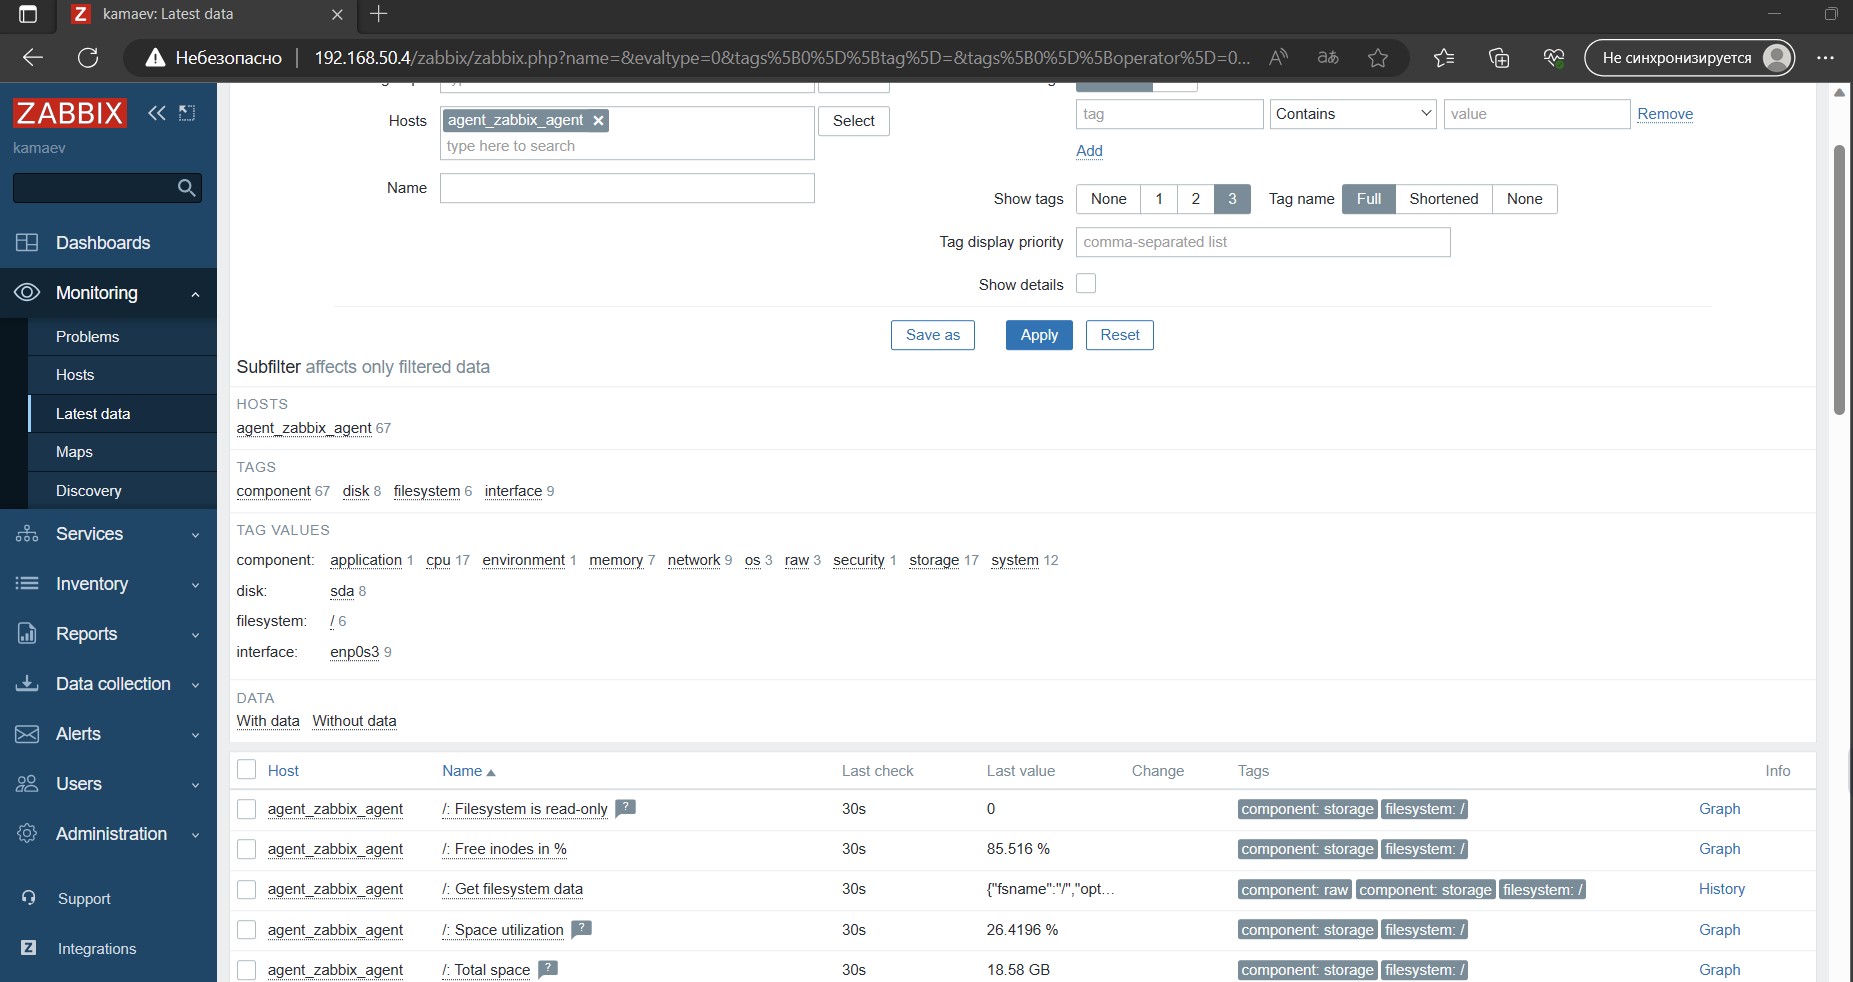 kamaev: Latest data
Небезопасно
192.168.50.4/zabbix/zabbix.php?name=&evaltype=0&tags%5B0%5D%5Btag%5D=&tags%5B0%5D%5Boperator%5D=0...
Не синхронизируется
ZABBIX
kamaev
Dashboards
Monitoring
Problems
Hosts
Latest data
Maps
Discovery
Services
Inventory
Reports
Data collection
Alerts
Users
Administration
Support
Integrations
Hosts agent_zabbix_agent Select
type here to search
Name
tag Contains value Remove
Add
Show tags None 1 2 3 Tag name Full Shortened None
Tag display priority comma-separated list
Show details
Save as Apply Reset
Subfilter affects only filtered data
HOSTS
agent_zabbix_agent 67
TAGS
component 67 disk 8 filesystem 6 interface 9
TAG VALUES
component: application 1 cpu 17 environment 1 memory 7 network 9 os 3 raw 3 security 1 storage 17 system 12
disk: sda 8
filesystem: / 6
interface: enp0s3 9
DATA
With data Without data
Host Name Last check Last value Change Tags Info
agent_zabbix_agent /: Filesystem is read-only ? 30s 0 component: storage filesystem: / Graph
agent_zabbix_agent /: Free inodes in % 30s 85.516 % component: storage filesystem: / Graph
agent_zabbix_agent /: Get filesystem data 30s {"fsname":"/","opt... component: raw component: storage filesystem: / History
agent_zabbix_agent /: Space utilization ? 30s 26.4196 % component: storage filesystem: / Graph
agent_zabbix_agent /: Total space ? 30s 18.58 GB component: storage filesystem: / Graph